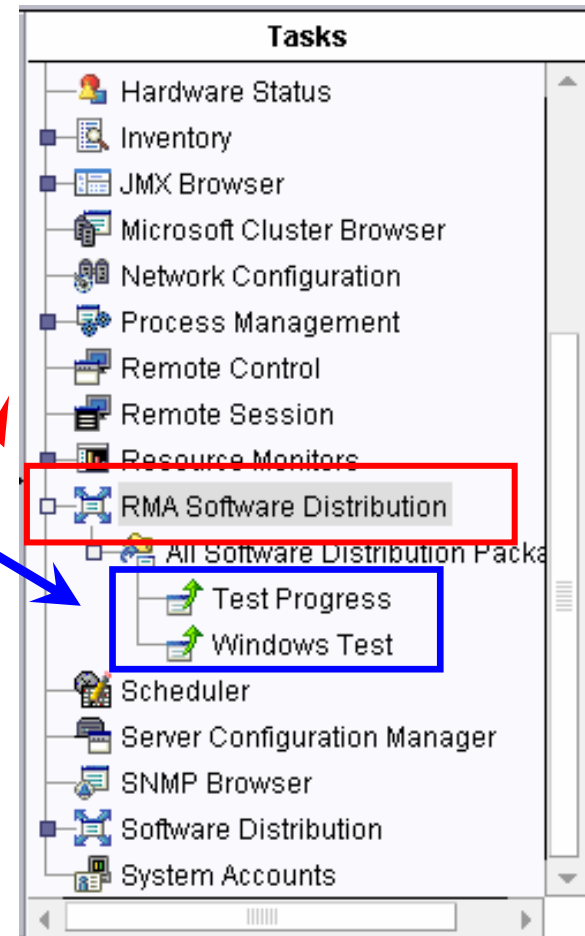 Tasks
Hardware Status
Inventory
JMX Browser
Microsoft Cluster Browser
Network Configuration
Process Management
Remote Control
Remote Session
Resource Monitors
RMA Software Distribution
All Software Distribution Packa
Test Progress
Windows Test
Scheduler
Server Configuration Manager
SNMP Browser
Software Distribution
System Accounts